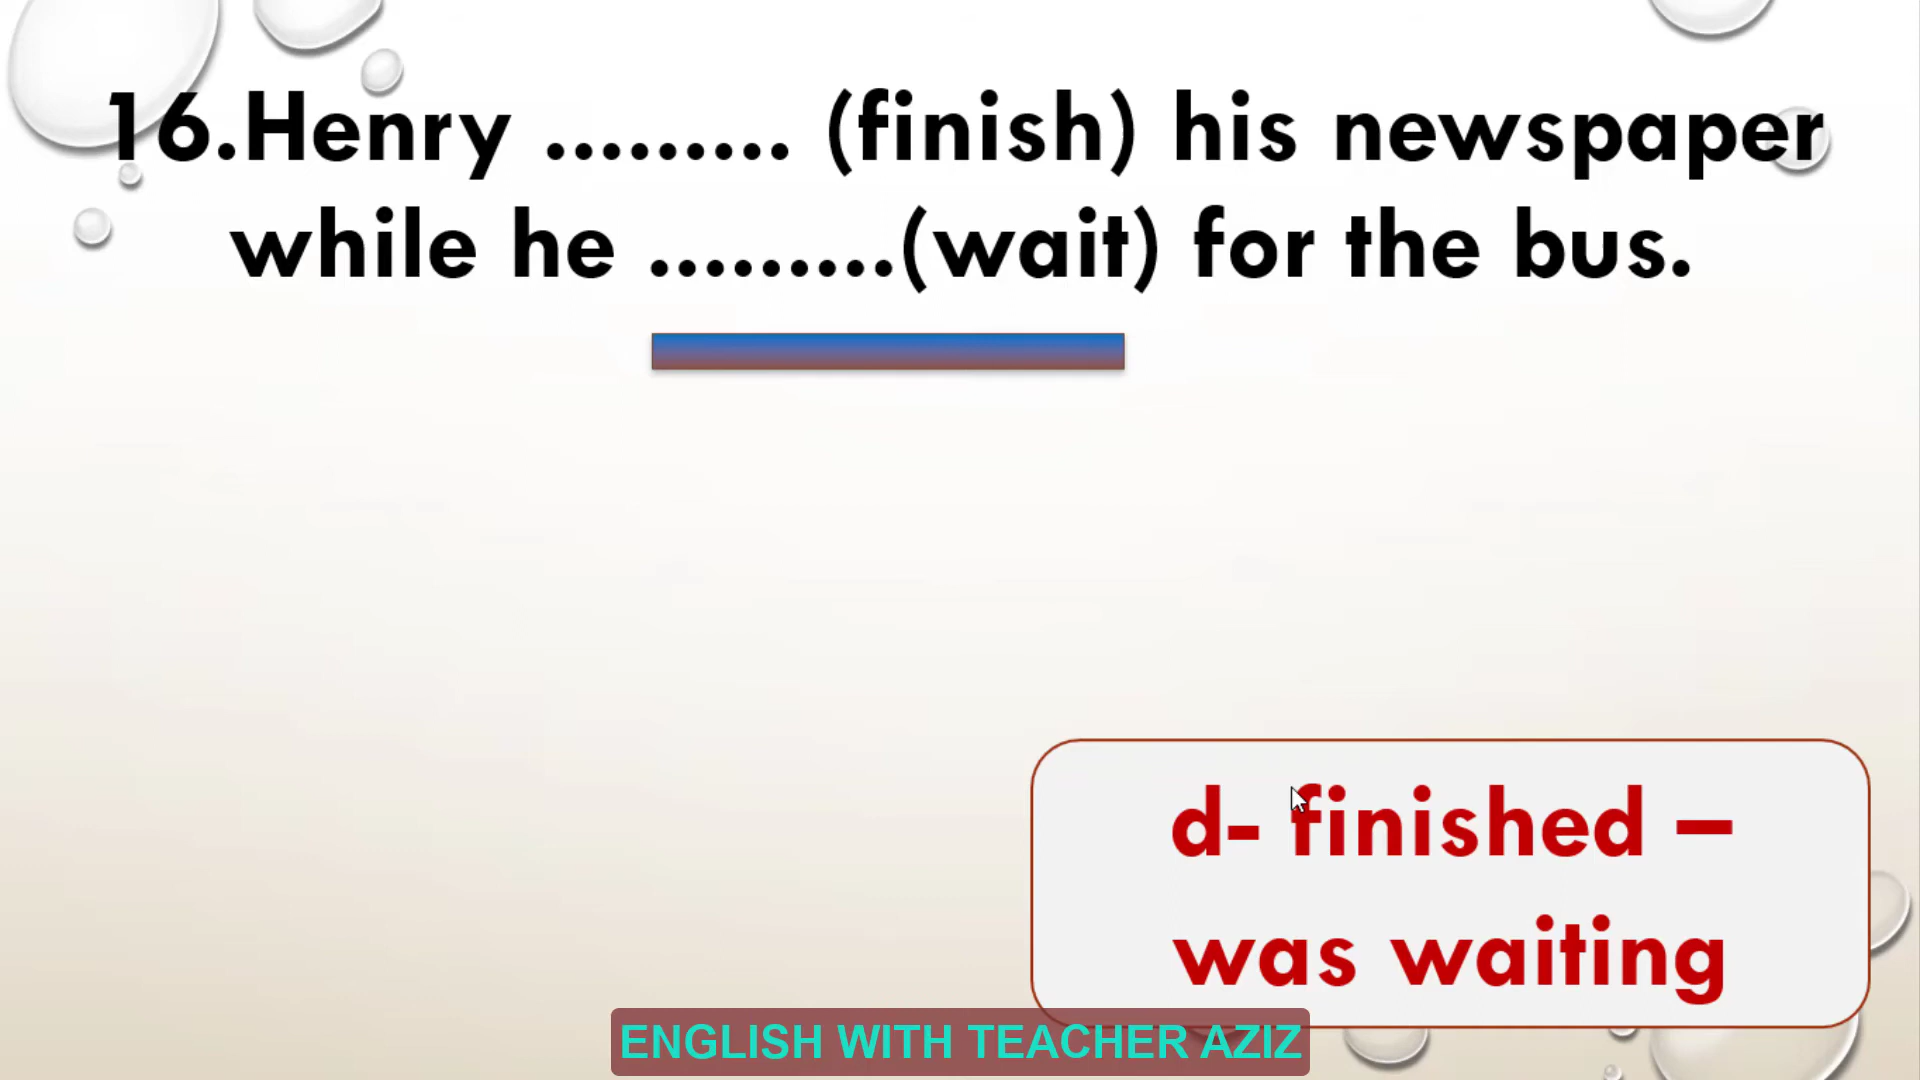 16.Henry ......... (finish) his newspaper
while he .........(wait) for the bus.
d- finished –
was waiting
ENGLISH WITH TEACHER AZIZ